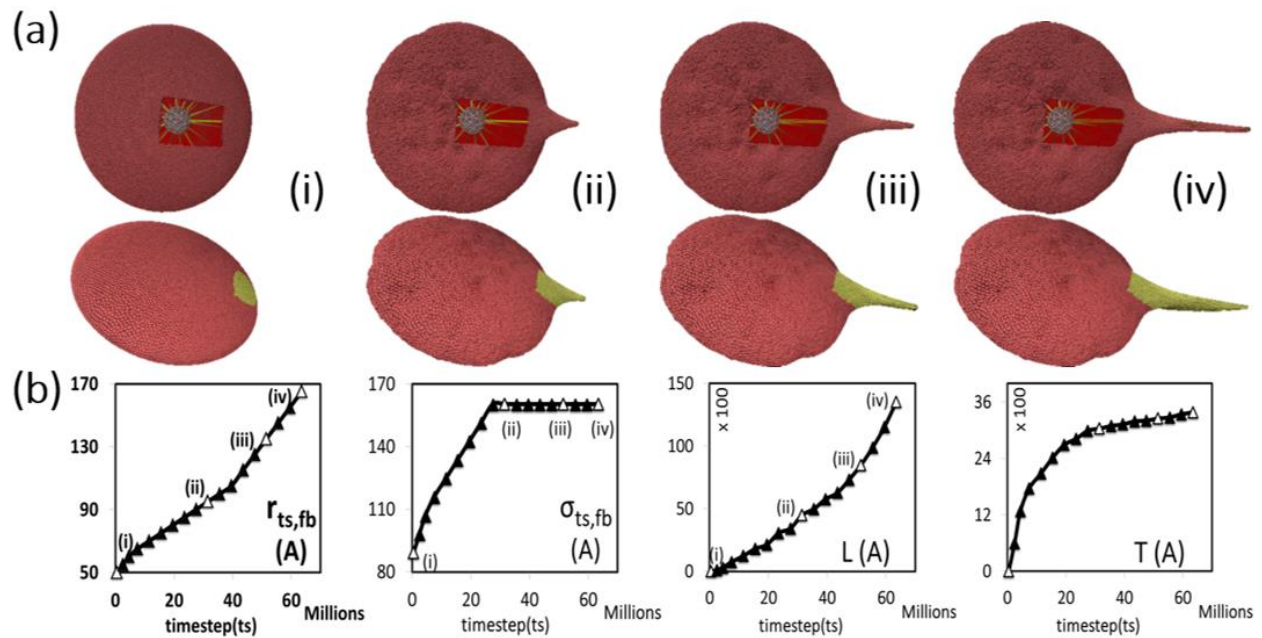 (a)
(i) (ii) (iii) (iv)
(b)
170
130
90
50
(i)
(ii)
(iii)
(iv)
r ts,fb
(A)
0 20 40 60 Millions
timestep(ts)
170
140
110
80
(i)
(ii) (iii) (iv)
σ ts,fb
(A)
0 20 40 60 Millions
timestep(ts)
150
100
50
0
x 100
(i)
(ii)
(iii)
(iv)
L (A)
0 20 40 60 Millions
timestep(ts)
36
24
12
0
x 100
T (A)
0 20 40 60 Millions
timestep(ts)